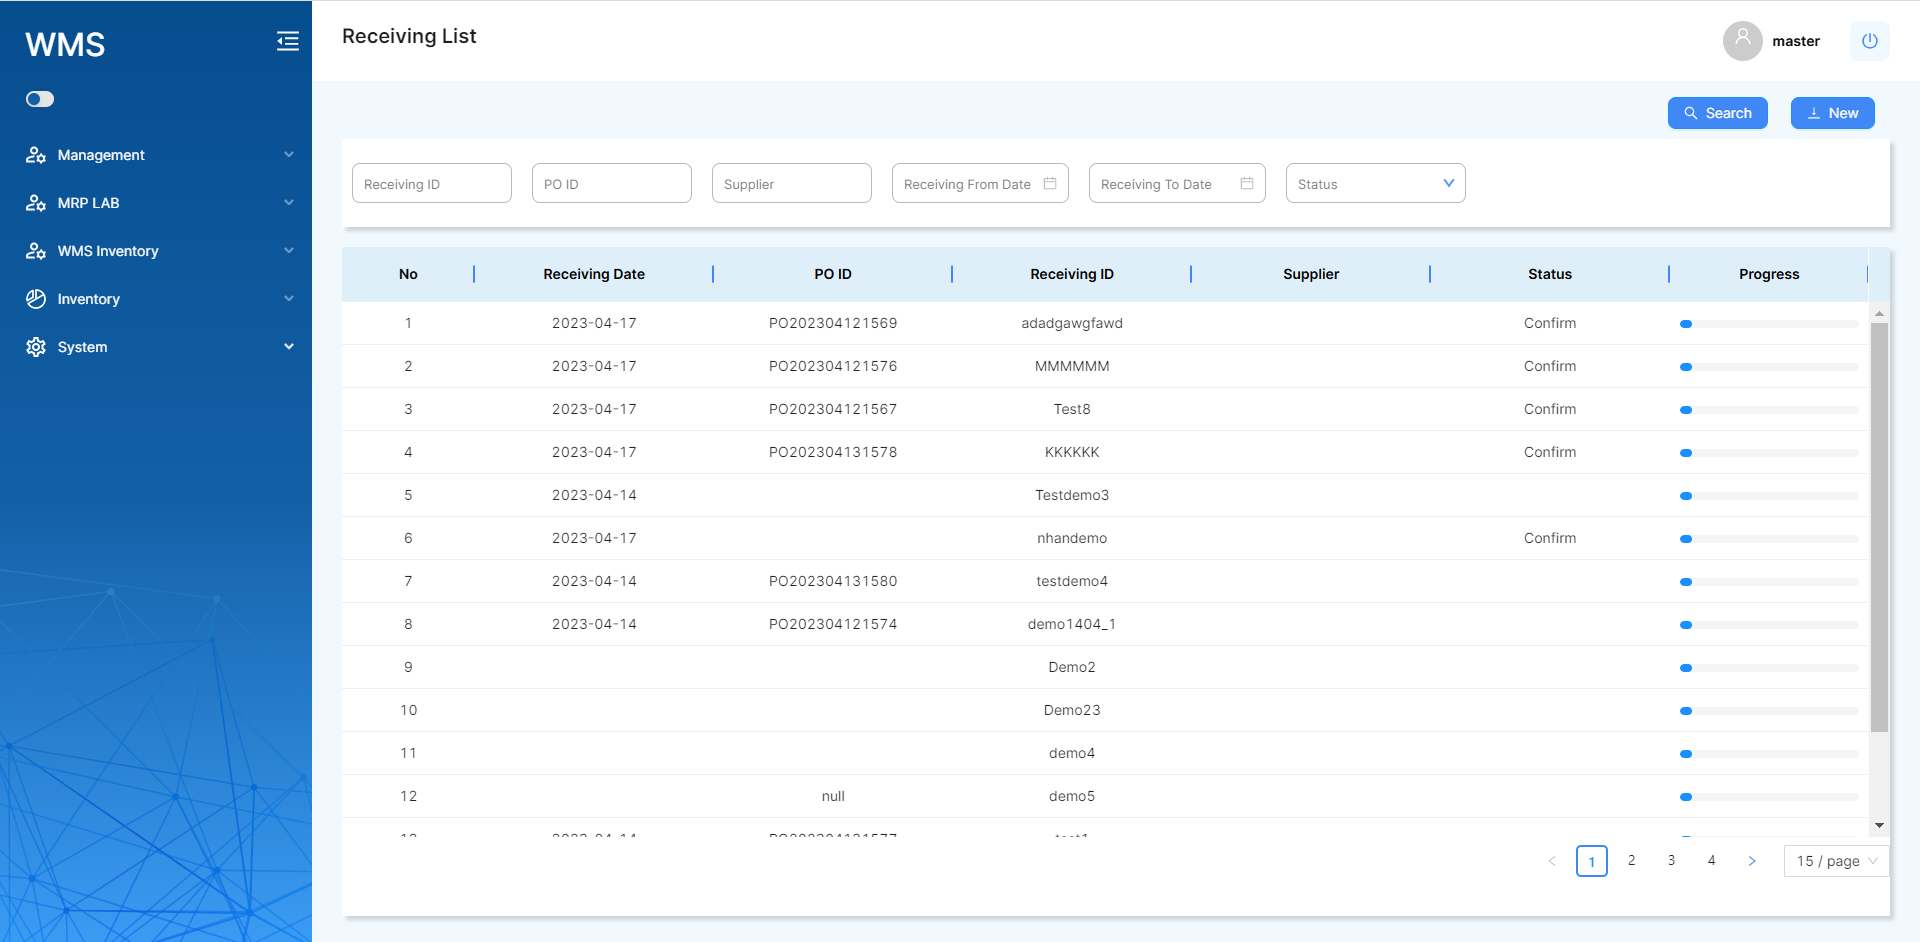 WMS
Receiving List
master
Management
MRP LAB
WMS Inventory
Inventory
System
Search
New
Receiving ID
PO ID
Supplier
Receiving From Date
Receiving To Date
Status
No Receiving Date PO ID Receiving ID Supplier Status Progress
1 2023-04-17 PO202304121569 adadgawgfawd Confirm
2 2023-04-17 PO202304121576 MMMMMM Confirm
3 2023-04-17 PO202304121567 Test8 Confirm
4 2023-04-17 PO202304131578 KKKKKK Confirm
5 2023-04-14 Testdemo3
6 2023-04-17 nhandemo Confirm
7 2023-04-14 PO202304131580 testdemo4
8 2023-04-14 PO202304121574 demo1404_1
9 Demo2
10 Demo23
11 demo4
12 null demo5
1 2 3 4 15 / page